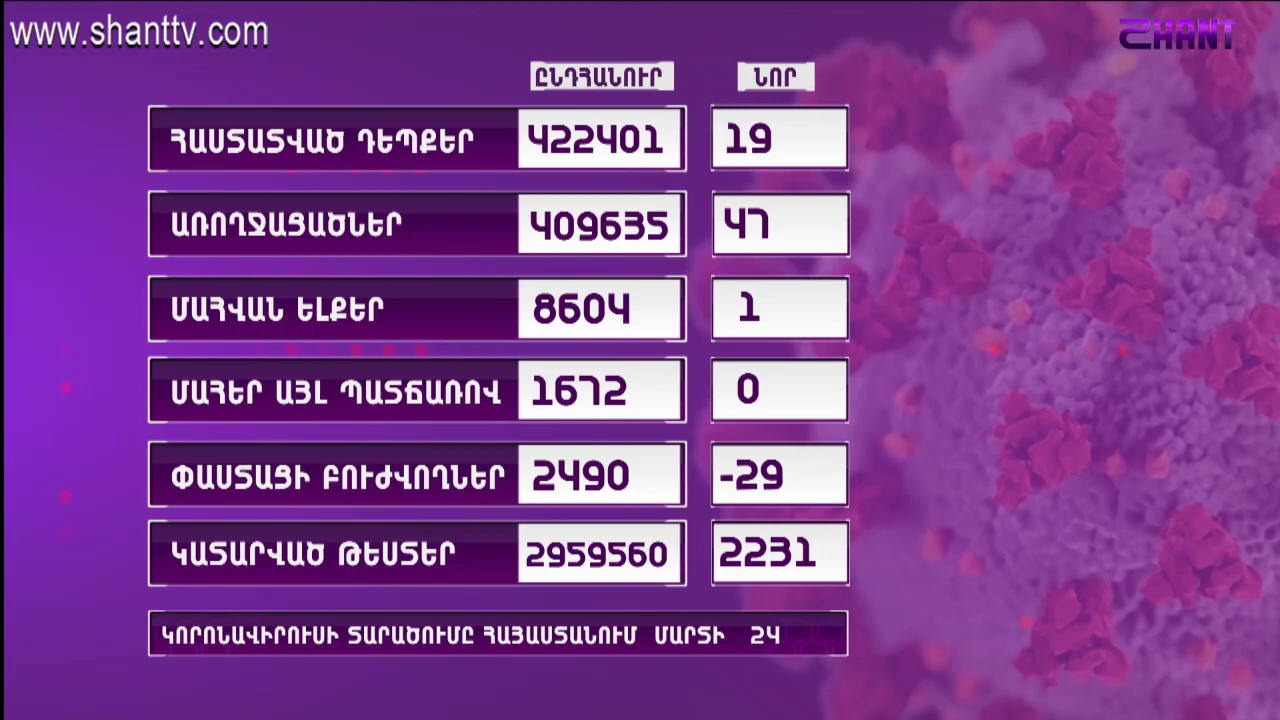 www.shanttv.com
SHANT
ԸՆԴՀԱՆՈՒՐ ՆՈՐ
ՀԱՍՏԱՏՎԱԾ ԴԵՊՔԵՐ 422401 19
ԱՌՈՂՋԱՑԱԾՆԵՐ 409635 47
ՄԱՀՎԱՆ ԵԼՔԵՐ 8604 1
ՄԱՀԵՐ ԱՅԼ ՊԱՏՃԱՌՈՎ 1672 0
ՓԱՍՏԱՑԻ ԲՈՒԺՎՈՂՆԵՐ 2490 -29
ԿԱՏԱՐՎԱԾ ԹԵՍՏԵՐ 2959560 2231
ԿՈՐՈՆԱՎԻՐՈՒՍԻ ՏԱՐԱԾՈՒՄԸ ՀԱՅԱՍՏԱՆՈՒՄ ՄԱՐՏԻ 24